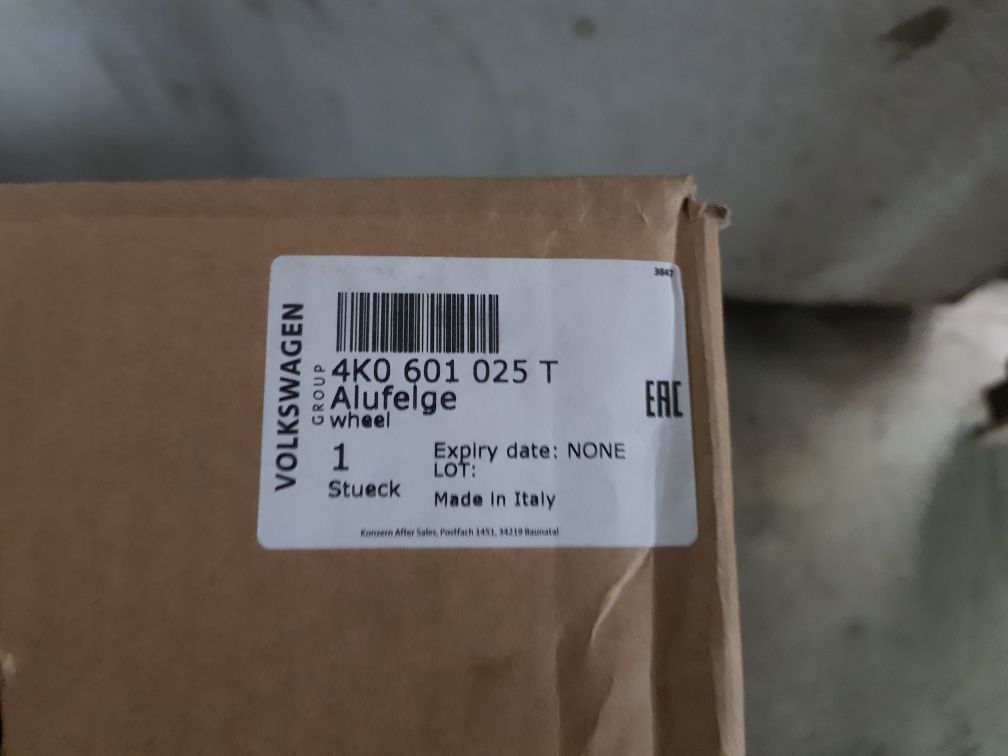 3847
VOLKSWAGEN
GROUP
4K0 601 025 T
Alufelge
wheel
EAC
1
Stueck
Expiry date: NONE
LOT:
Made in Italy
Konzern After Sales, Postfach 1451, 34219 Baunatal